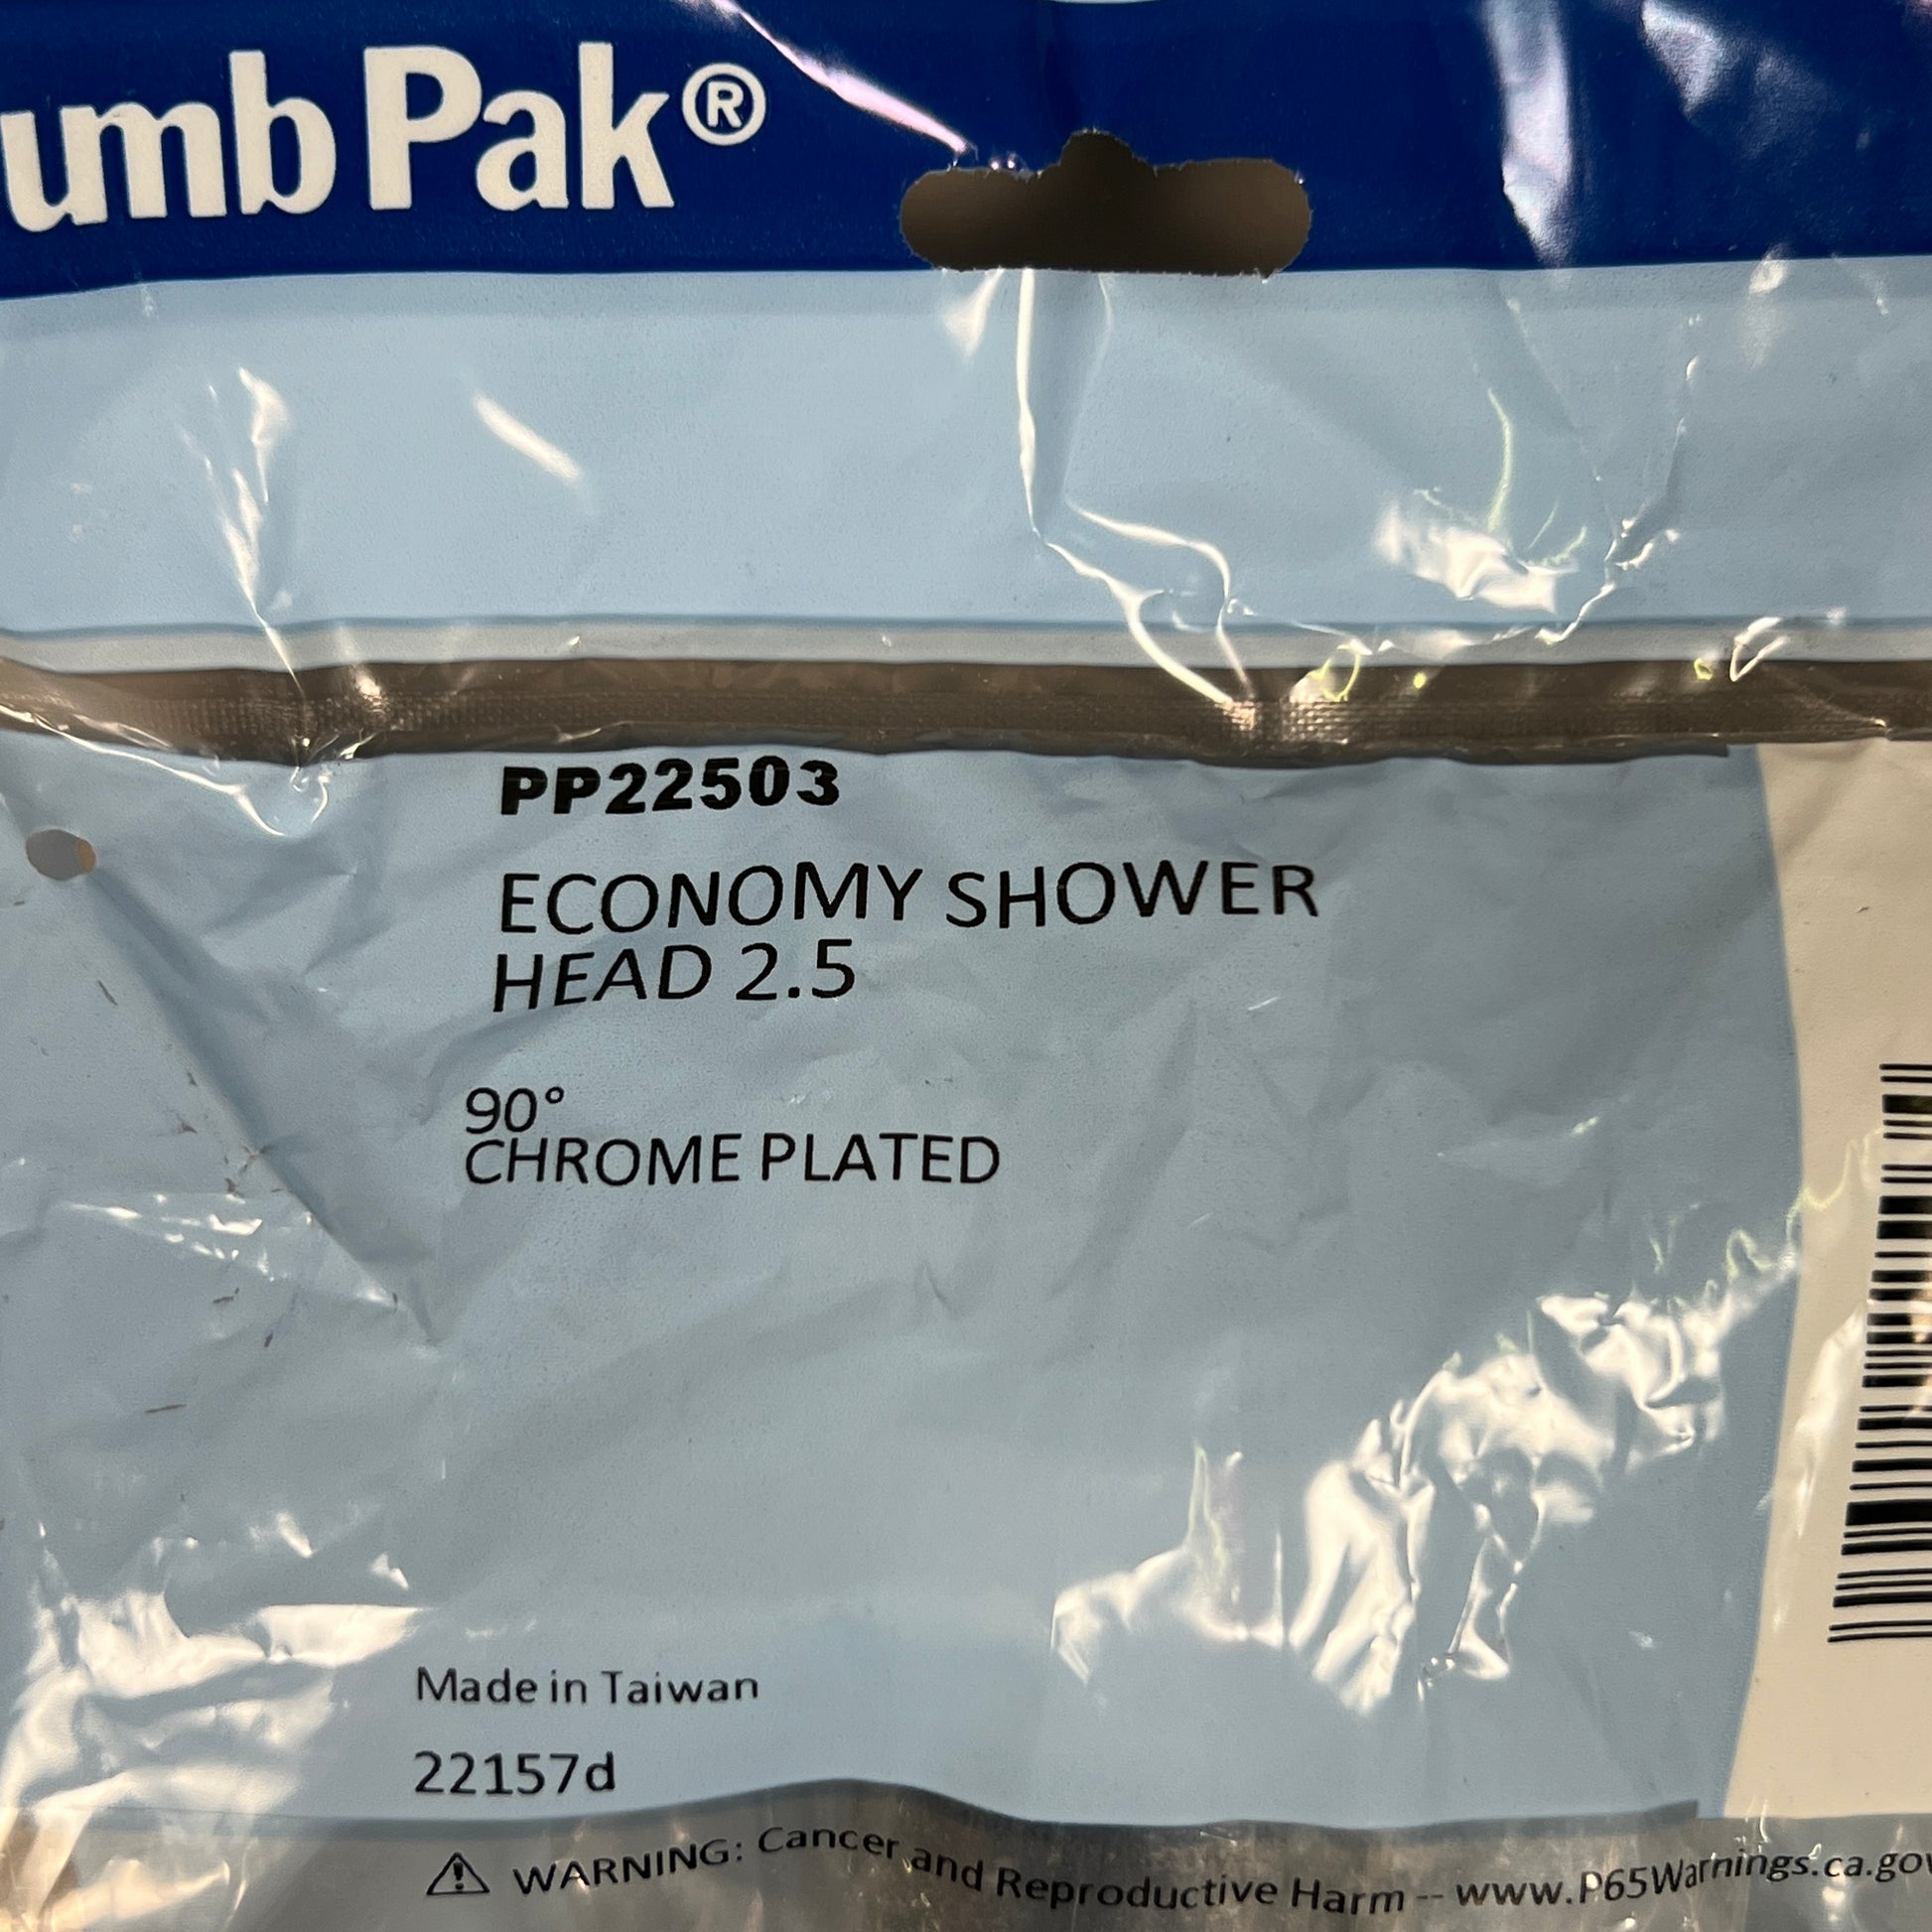 umb Pak®
PP22503
ECONOMY SHOWER
HEAD 2.5
90°
CHROME PLATED
Made in Taiwan
22157d
⚠ WARNING: Cancer and Reproductive Harm -- www.P65Warnings.ca.gov